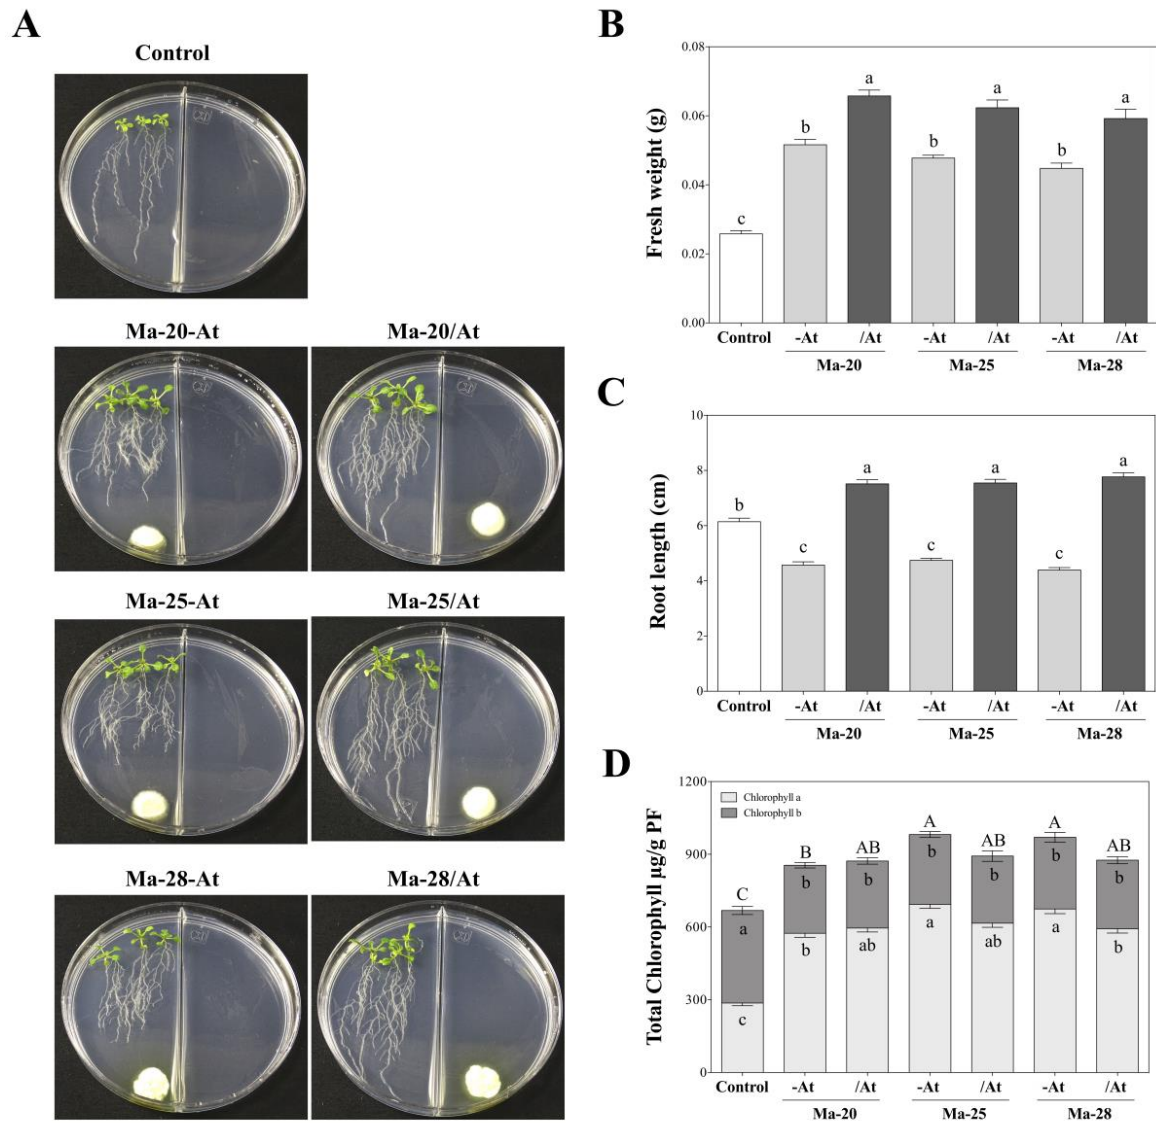 A
Control
Ma-20-At
Ma-20/At
Ma-25-At
Ma-25/At
Ma-28-At
Ma-28/At
B
Fresh weight (g)
0.08
0.06
0.04
0.02
0.00
c
b
a
b
a
b
a
Control
-At
/At
-At
/At
-At
/At
Ma-20
Ma-25
Ma-28
C
Root length (cm)
10
8
6
4
2
0
b
c
a
c
a
c
a
Control
-At
/At
-At
/At
-At
/At
Ma-20
Ma-25
Ma-28
D
Total Chlorophyll µg/g PF
1200
900
600
300
0
Chlorophyll a
Chlorophyll b
C
B
AB
A
AB
A
AB
a
b
b
b
b
b
b
c
b
ab
a
ab
a
b
Control
-At
/At
-At
/At
-At
/At
Ma-20
Ma-25
Ma-28